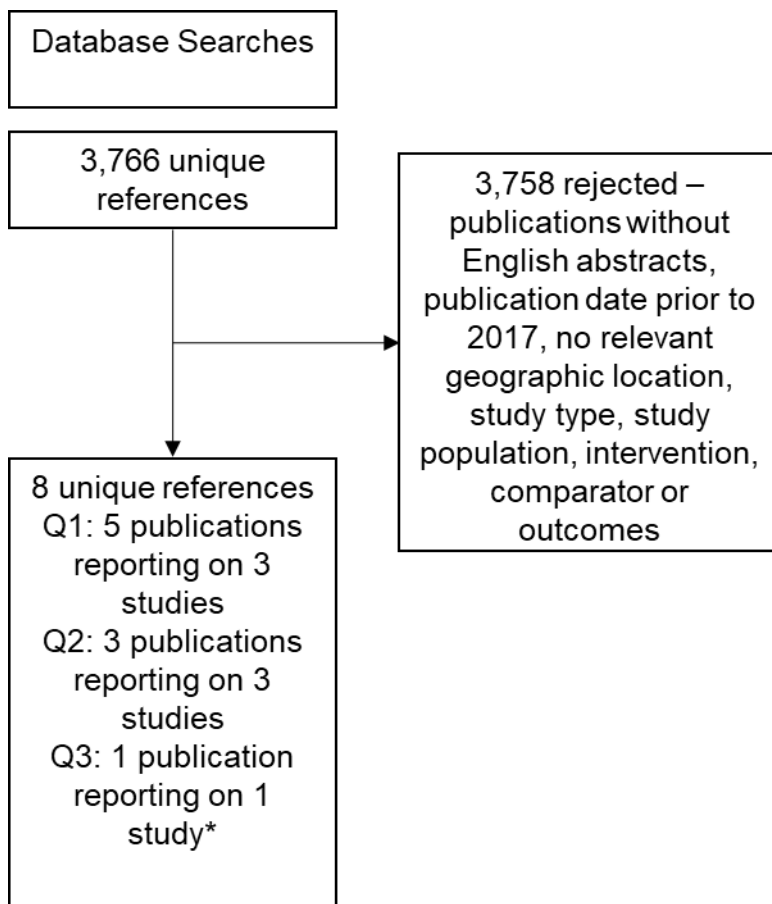 Database Searches
3,766 unique
references
3,758 rejected –
publications without
English abstracts,
publication date prior to
2017, no relevant
geographic location,
study type, study
population, intervention,
comparator or
outcomes
8 unique references
Q1: 5 publications
reporting on 3
studies
Q2: 3 publications
reporting on 3
studies
Q3: 1 publication
reporting on 1
study*